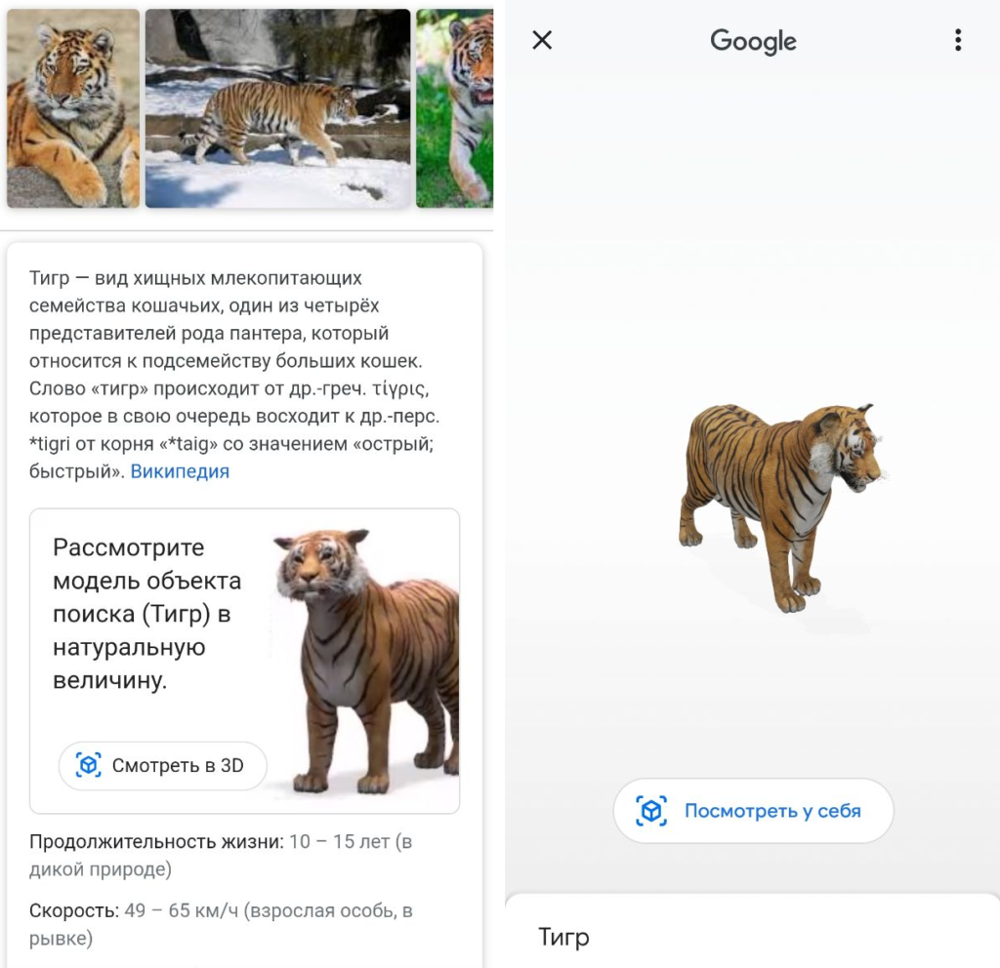 Тигр — вид хищных млекопитающих
семейства кошачьих, один из четырёх
представителей рода пантера, который
относится к подсемейству больших кошек.
Слово «тигр» происходит от др.-греч. τίγρις,
которое в свою очередь восходит к др.-перс.
*tigri от корня «*taig» со значением «острый;
быстрый». Википедия
Рассмотрите
модель объекта
поиска (Тигр) в
натуральную
величину.
Смотреть в 3D
Продолжительность жизни: 10 – 15 лет (в
дикой природе)
Скорость: 49 – 65 км/ч (взрослая особь, в
рывке)
Google
Посмотреть у себя
Тигр